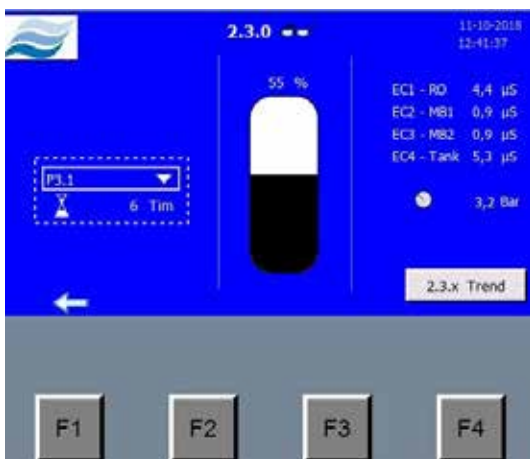 2.3.0
11-10-2018
12:41:37
55 %
EC1 - RO 4,4 µS
EC2 - MB1 0,9 µS
EC3 - MB2 0,9 µS
EC4 - Tank 5,3 µS
P3.1
6 Tim
3,2 Bar
2.3.x Trend
F1
F2
F3
F4